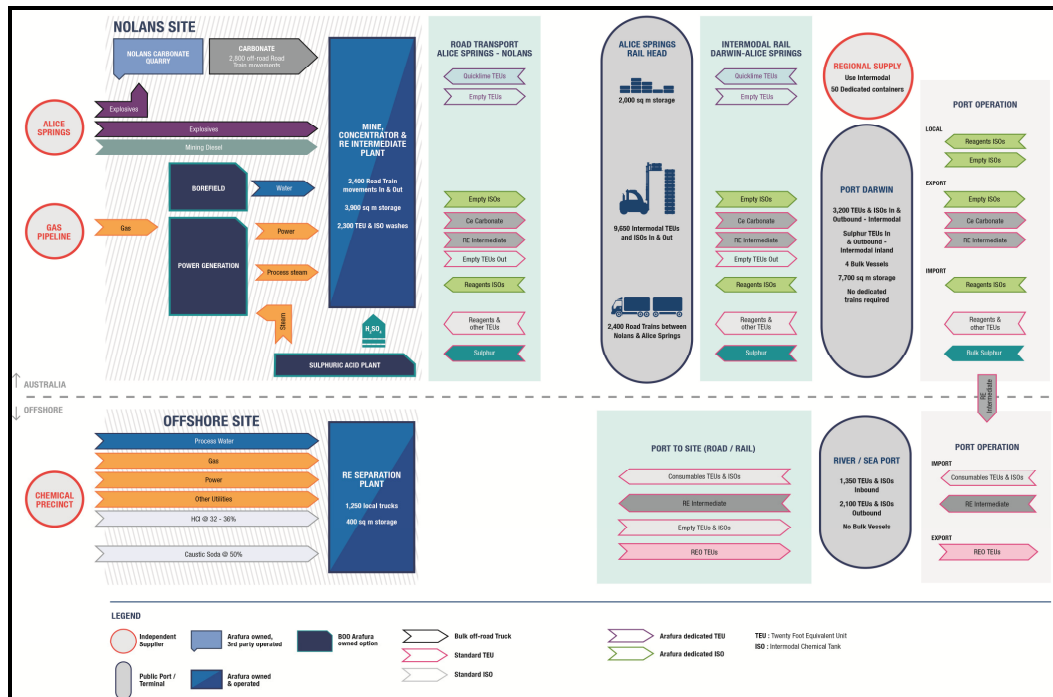 NOLANS SITE
NOLANS CARBONATE
QUARRY
CARBONATE
2,800 off-road Road
Train movements
ALICE
SPRINGS
Explosives
Explosives
Mining Diesel
BOREFIELD
Water
GAS
PIPELINE
Gas
POWER GENERATION
Power
Process steam
Steam
MINE,
CONCENTRATOR &
RE INTERMEDIATE
PLANT
3,900 sq m storage
2,300 TEU & ISO washes
H2SO4
SULPHURIC ACID PLANT
ROAD TRANSPORT
ALICE SPRINGS - NOLANS
Quicklime TEUs
Empty TEUs
Empty ISOs
Ce Carbonate
RE Intermediate
Empty TEUs Out
Reagents ISOs
Reagents &
other TEUs
Sulphur
ALICE SPRINGS
RAIL HEAD
2,000 sq m storage
9,650 Intermodal TEUs
and ISOs In & Out
2,400 Road Trains between
Nolans & Alice Springs
INTERMODAL RAIL
DARWIN-ALICE SPRINGS
Quicklime TEUs
Empty TEUs
Empty ISOs
Ce Carbonate
RE Intermediate
Empty TEUs Out
Reagents ISOs
Reagents &
other TEUs
Sulphur
REGIONAL SUPPLY
Use Intermodal
50 Dedicated containers
PORT DARWIN
3,200 TEUs & ISOs In &
Outbound - Intermodal
Sulphur TEUs In
& Outbound -
Intermodal inland
4 Bulk Vessels
7,700 sq m storage
No dedicated
trains required
PORT OPERATION
LOCAL
Reagents ISOs
Empty ISOs
EXPORT
Empty ISOs
Ce Carbonate
RE Intermediate
IMPORT
Reagents ISOs
Reagents &
other TEUs
Bulk Sulphur
AUSTRALIA
OFFSHORE
RE
Intermediate
OFFSHORE SITE
CHEMICAL
PRECINCT
Process Water
Gas
Power
Other Utilities
HCl @ 32 - 36%
Caustic Soda @ 50%
RE SEPARATION
PLANT
1,250 local trucks
400 sq m storage
PORT TO SITE (ROAD / RAIL)
Consumables TEUs & ISOs
RE Intermediate
Empty TEUs & ISOs
REO TEUs
RIVER / SEA PORT
1,350 TEUs & ISOs
Inbound
2,100 TEUs & ISOs
Outbound
No Bulk Vessels
PORT OPERATION
IMPORT
Consumables TEUs & ISOs
RE Intermediate
EXPORT
REO TEUs
LEGEND
Independent
Supplier
Arafura owned,
3rd party operated
BOO Arafura
owned option
Public Port /
Terminal
Arafura owned
& operated
Bulk off-road Truck
Standard TEU
Standard ISO
Arafura dedicated TEU
Arafura dedicated ISO
TEU : Twenty Foot Equivalent Unit
ISO : Intermodal Chemical Tank